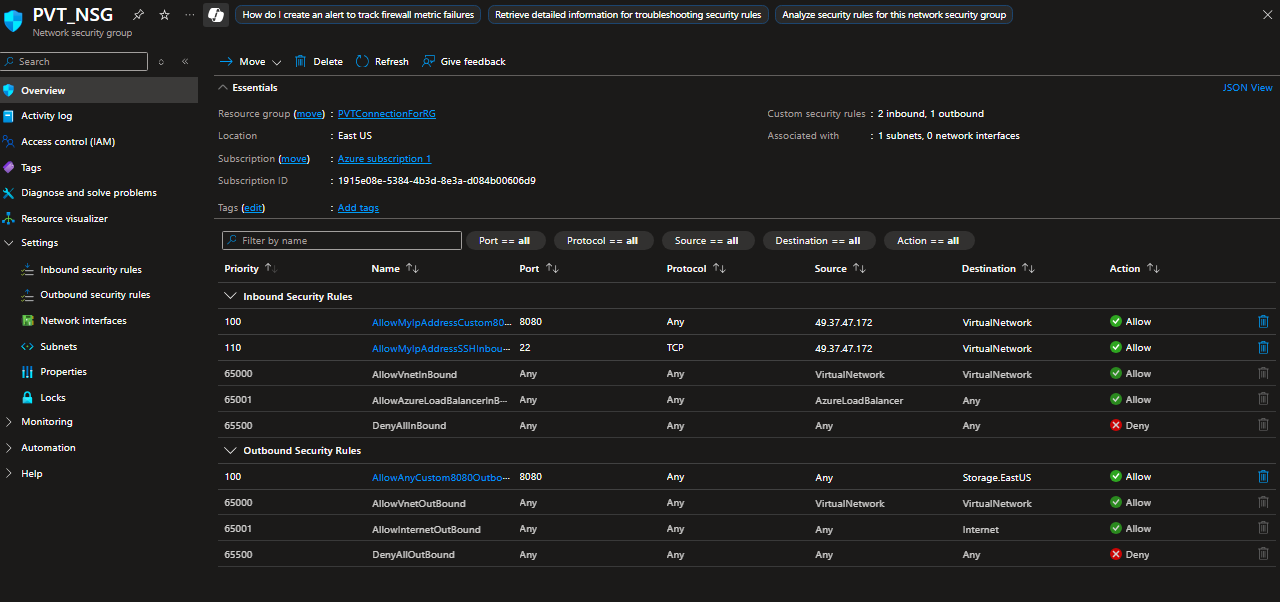 PVT_NSG
Network security group
How do I create an alert to track firewall metric failures
Retrieve detailed information for troubleshooting security rules
Analyze security rules for this network security group
Search
Move
Delete
Refresh
Give feedback
Overview
Activity log
Access control (IAM)
Tags
Diagnose and solve problems
Resource visualizer
Settings
Inbound security rules
Outbound security rules
Network interfaces
Subnets
Properties
Locks
Monitoring
Automation
Help
Essentials
JSON View
Resource group (move) : PVTConnectionForRG
Location : East US
Subscription (move) : Azure subscription 1
Subscription ID : 1915e08e-5384-4b3d-8e3a-d084b00606d9
Tags (edit) : Add tags
Custom security rules : 2 inbound, 1 outbound
Associated with : 1 subnets, 0 network interfaces
Filter by name
Port == all
Protocol == all
Source == all
Destination == all
Action == all
Priority Name Port Protocol Source Destination Action
Inbound Security Rules
100 AllowMyIpAddressCustom80... 8080 Any 49.37.47.172 VirtualNetwork Allow
110 AllowMyIpAddressSSHInbou... 22 TCP 49.37.47.172 VirtualNetwork Allow
65000 AllowVnetInBound Any Any VirtualNetwork VirtualNetwork Allow
65001 AllowAzureLoadBalancerInB... Any Any AzureLoadBalancer Any Allow
65500 DenyAllInBound Any Any Any Any Deny
Outbound Security Rules
100 AllowAnyCustom8080Outbo... 8080 Any Any Storage.EastUS Allow
65000 AllowVnetOutBound Any Any VirtualNetwork VirtualNetwork Allow
65001 AllowInternetOutBound Any Any Any Internet Allow
65500 DenyAllOutBound Any Any Any Any Deny